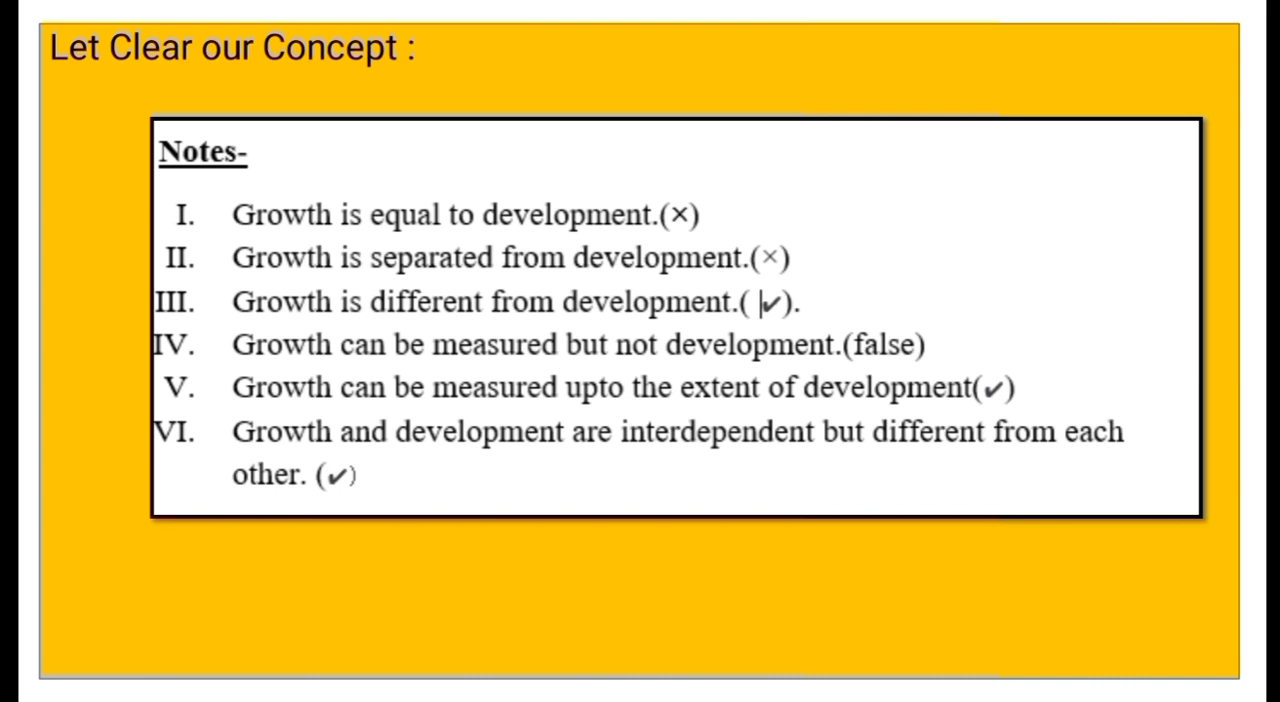 Let Clear our Concept :
Notes-
I. Growth is equal to development.(×)
II. Growth is separated from development.(×)
III. Growth is different from development.( |✔).
IV. Growth can be measured but not development.(false)
V. Growth can be measured upto the extent of development(✔)
VI. Growth and development are interdependent but different from each
other. (✔)